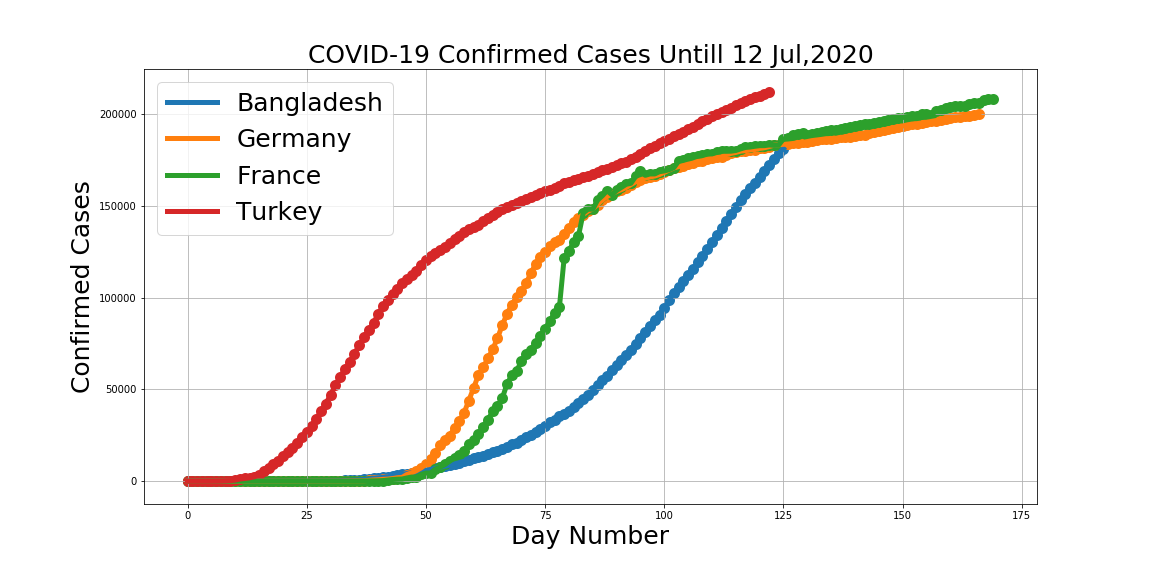 COVID-19 Confirmed Cases Untill 12 Jul,2020
Bangladesh
Germany
France
Turkey
Confirmed Cases
200000
150000
100000
50000
0
0 25 50 75 100 125 150 175
Day Number